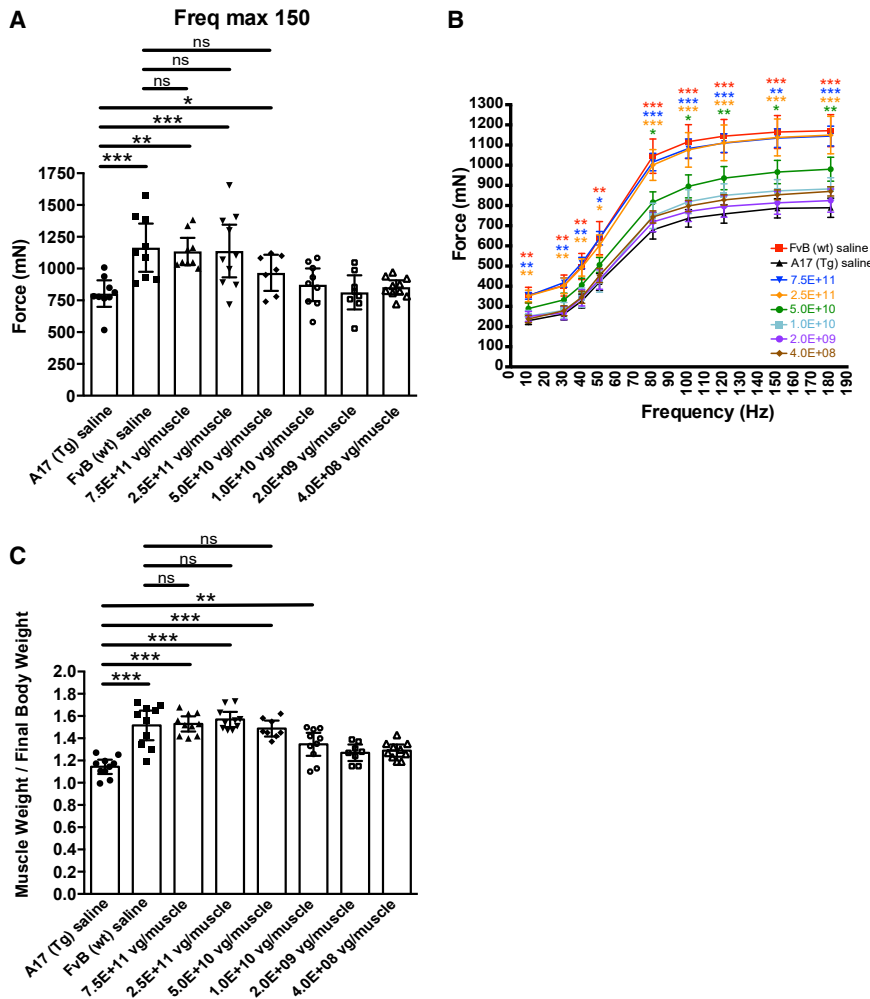 A
Freq max 150
ns
ns
ns
*
***
**
***
1750
1500
1250
1000
750
500
250
0
Force (mN)
A17 (Tg) saline
FvB (wt) saline
7.5E+11 vg/muscle
2.5E+11 vg/muscle
5.0E+10 vg/muscle
1.0E+10 vg/muscle
2.0E+09 vg/muscle
4.0E+08 vg/muscle
B
** ** ** ** *** *** *** *** ***
** ** ** * *** *** *** ** ***
** ** ** * *** *** *** *** ***
* * ** * **
1300
1200
1100
1000
900
800
700
600
500
400
300
200
100
0
Force (mN)
FvB (wt) saline
A17 (Tg) saline
7.5E+11
2.5E+11
5.0E+10
1.0E+10
2.0E+09
4.0E+08
0 10 20 30 40 50 60 70 80 90 100 110 120 130 140 150 160 170 180 190
Frequency (Hz)
C
ns
ns
ns
**
***
***
***
***
2.0
1.8
1.6
1.4
1.2
1.0
0.8
0.6
0.4
0.2
0.0
Muscle Weight / Final Body Weight
A17 (Tg) saline
FvB (wt) saline
7.5E+11 vg/muscle
2.5E+11 vg/muscle
5.0E+10 vg/muscle
1.0E+10 vg/muscle
2.0E+09 vg/muscle
4.0E+08 vg/muscle